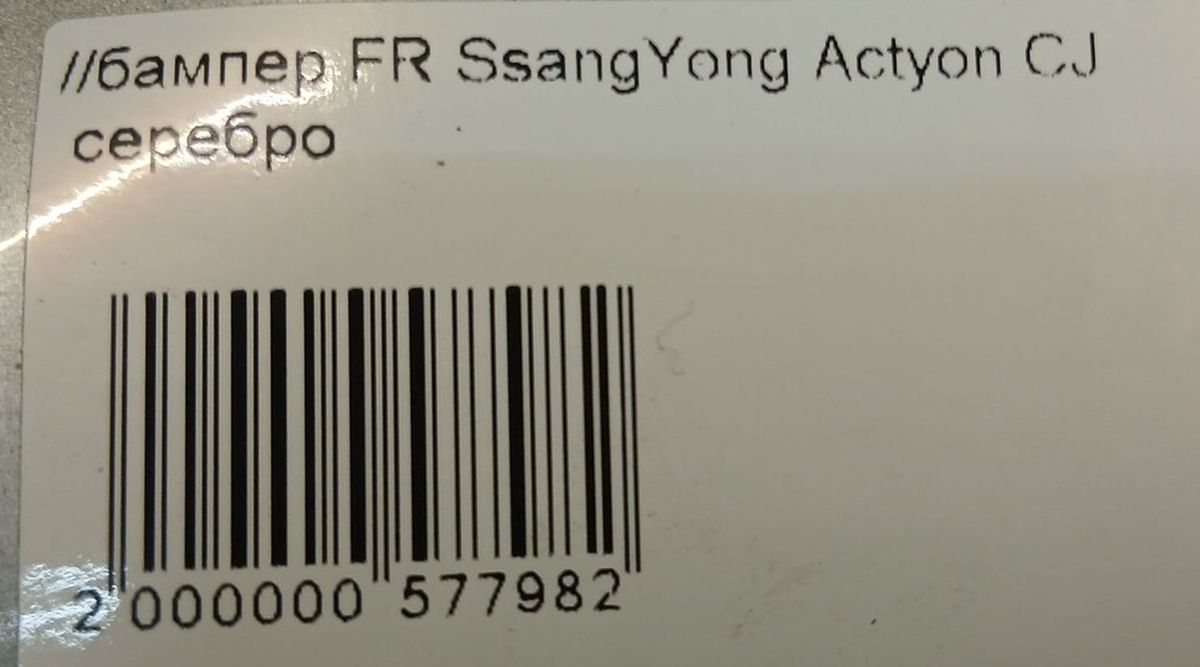 //бампер FR SsangYong Actyon CJ
серебро
2 000000 577982